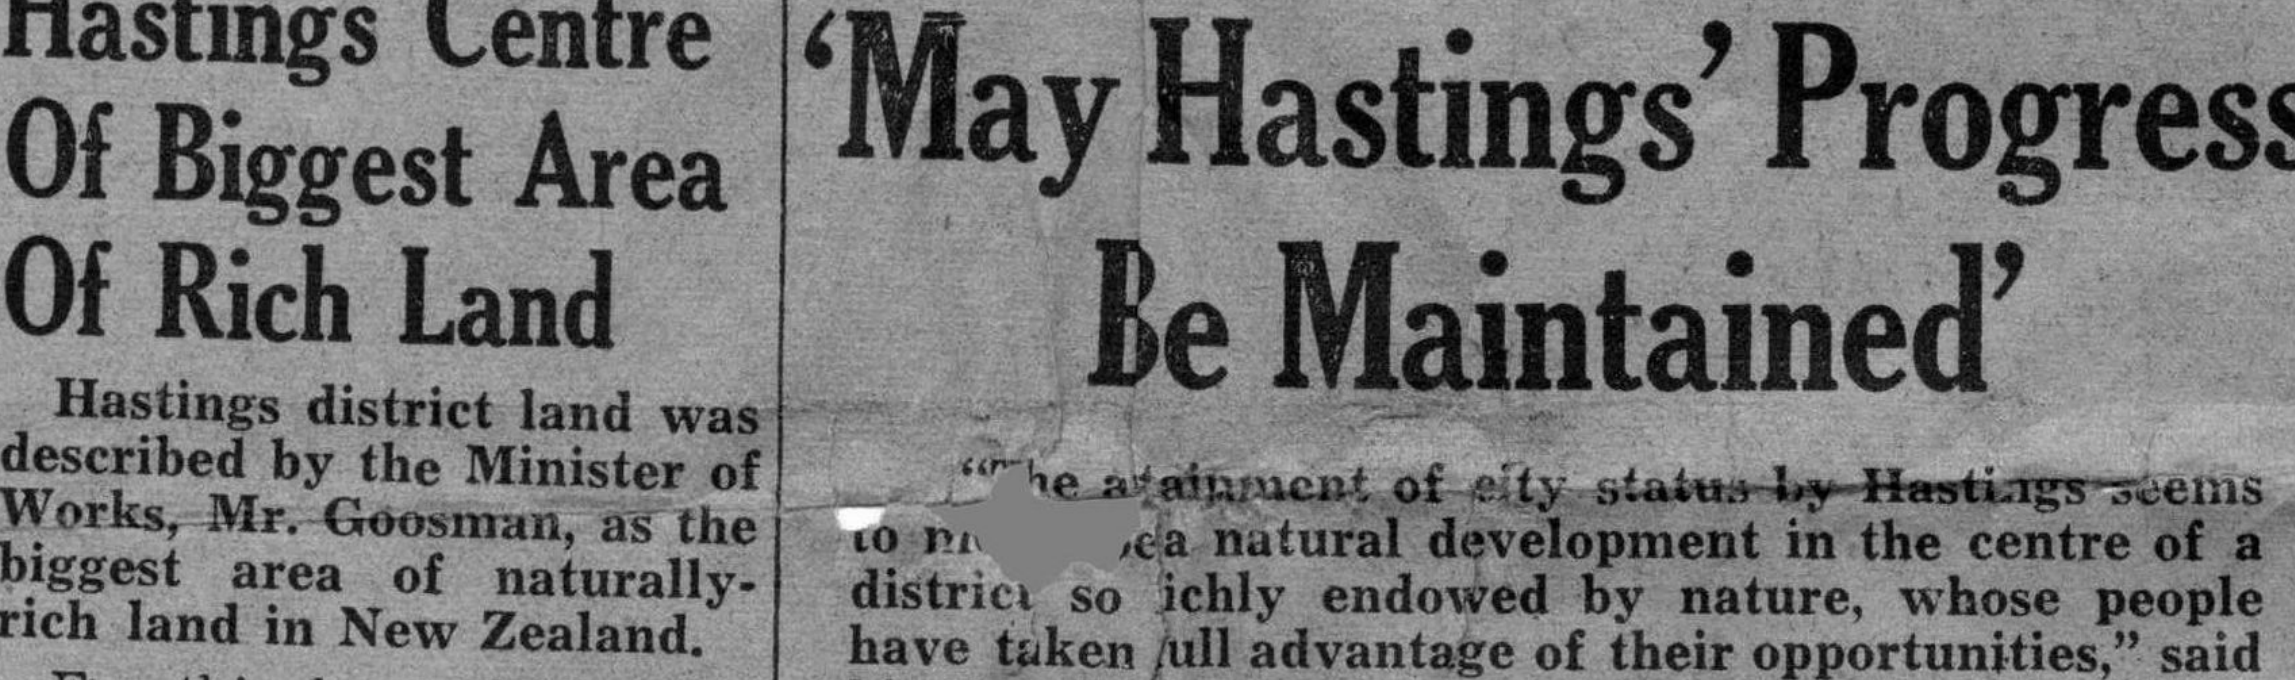 Hastings Centre
Of Biggest Area
Of Rich Land
Hastings district land was
described by the Minister of
Works, Mr. Goosman, as the
biggest area of naturally-
rich land in New Zealand.
‘May Hastings’ Progress
Be Maintained’
“The attainment of city status by Hastings seems
to a natural development in the centre of a
district so richly endowed by nature, whose people
have taken full advantage of their opportunities,” said